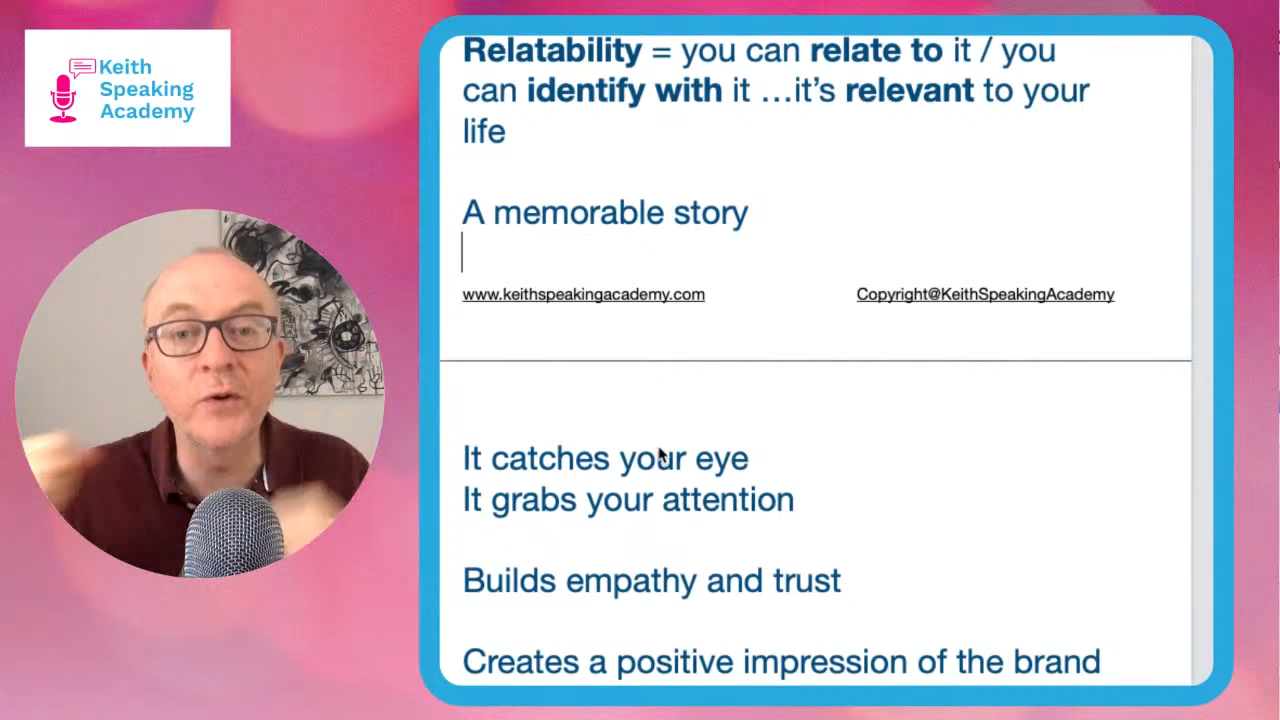 Keith
Speaking
Academy
Relatability = you can relate to it / you
can identify with it …it’s relevant to your
life
A memorable story
www.keithspeakingacademy.com
Copyright@KeithSpeakingAcademy
It catches your eye
It grabs your attention
Builds empathy and trust
Creates a positive impression of the brand